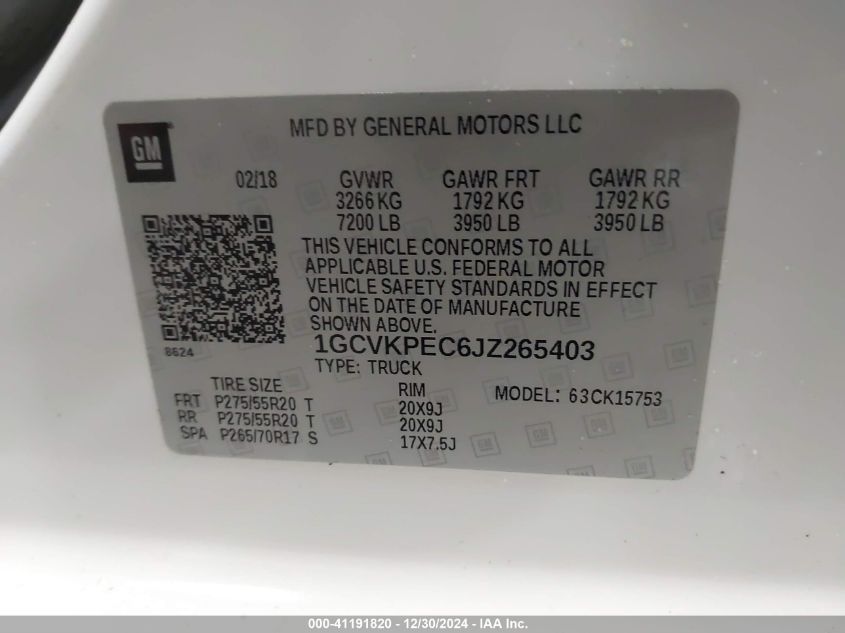 GM
MFD BY GENERAL MOTORS LLC
02/18 GVWR GAWR FRT GAWR RR
3266 KG 1792 KG 1792 KG
7200 LB 3950 LB 3950 LB
THIS VEHICLE CONFORMS TO ALL
APPLICABLE U.S. FEDERAL MOTOR
VEHICLE SAFETY STANDARDS IN EFFECT
ON THE DATE OF MANUFACTURE
SHOWN ABOVE.
8624
1GCVKPEC6JZ265403
TYPE: TRUCK
TIRE SIZE RIM MODEL: 63CK15753
FRT P275/55R20 T 20X9J
RR P275/55R20 T 20X9J
SPA P265/70R17 S 17X7.5J
000-41191820 - 12/30/2024 - IAA Inc.